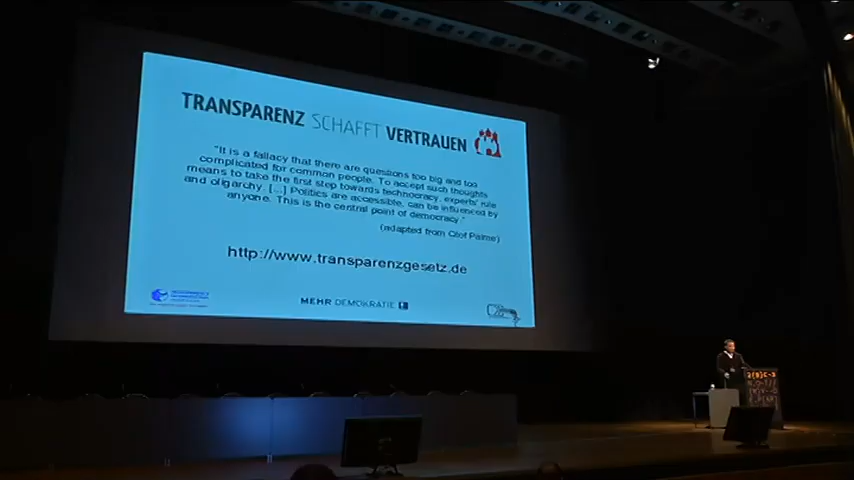 TRANSPARENZ SCHAFFT VERTRAUEN
"It is a fallacy that there are questions too big and too
complicated for common people. To accept such thoughts
means to take the first step towards technocracy, experts' rule
and oligarchy. [...] Politics are accessible, can be influenced by
anyone. This is the central point of democracy."
(adapted from Olof Palme)
http://www.transparenzgesetz.de
MEHR DEMOKRATIE